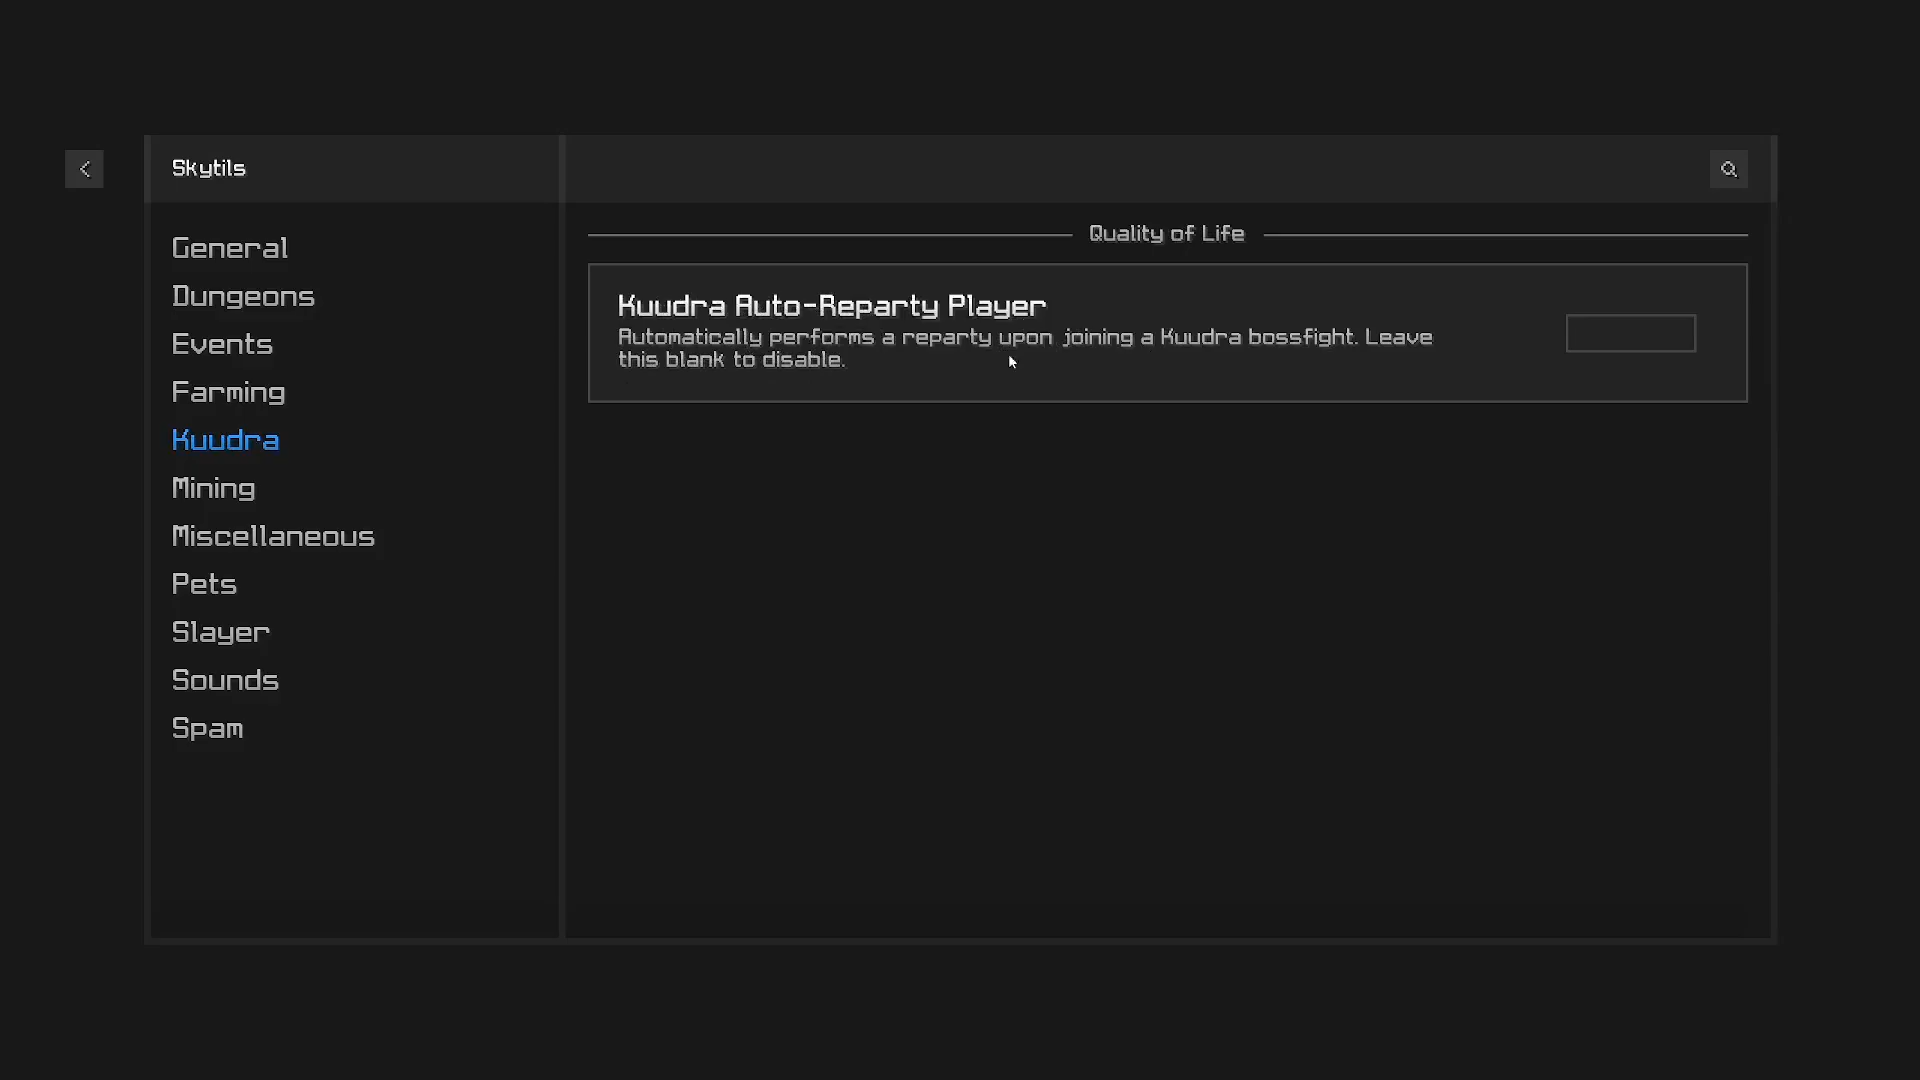 Skytils
General
Dungeons
Events
Farming
Kuudra
Mining
Miscellaneous
Pets
Slayer
Sounds
Spam
Quality of Life
Kuudra Auto-Reparty Player
Automatically performs a reparty upon joining a Kuudra bossfight. Leave
this blank to disable.